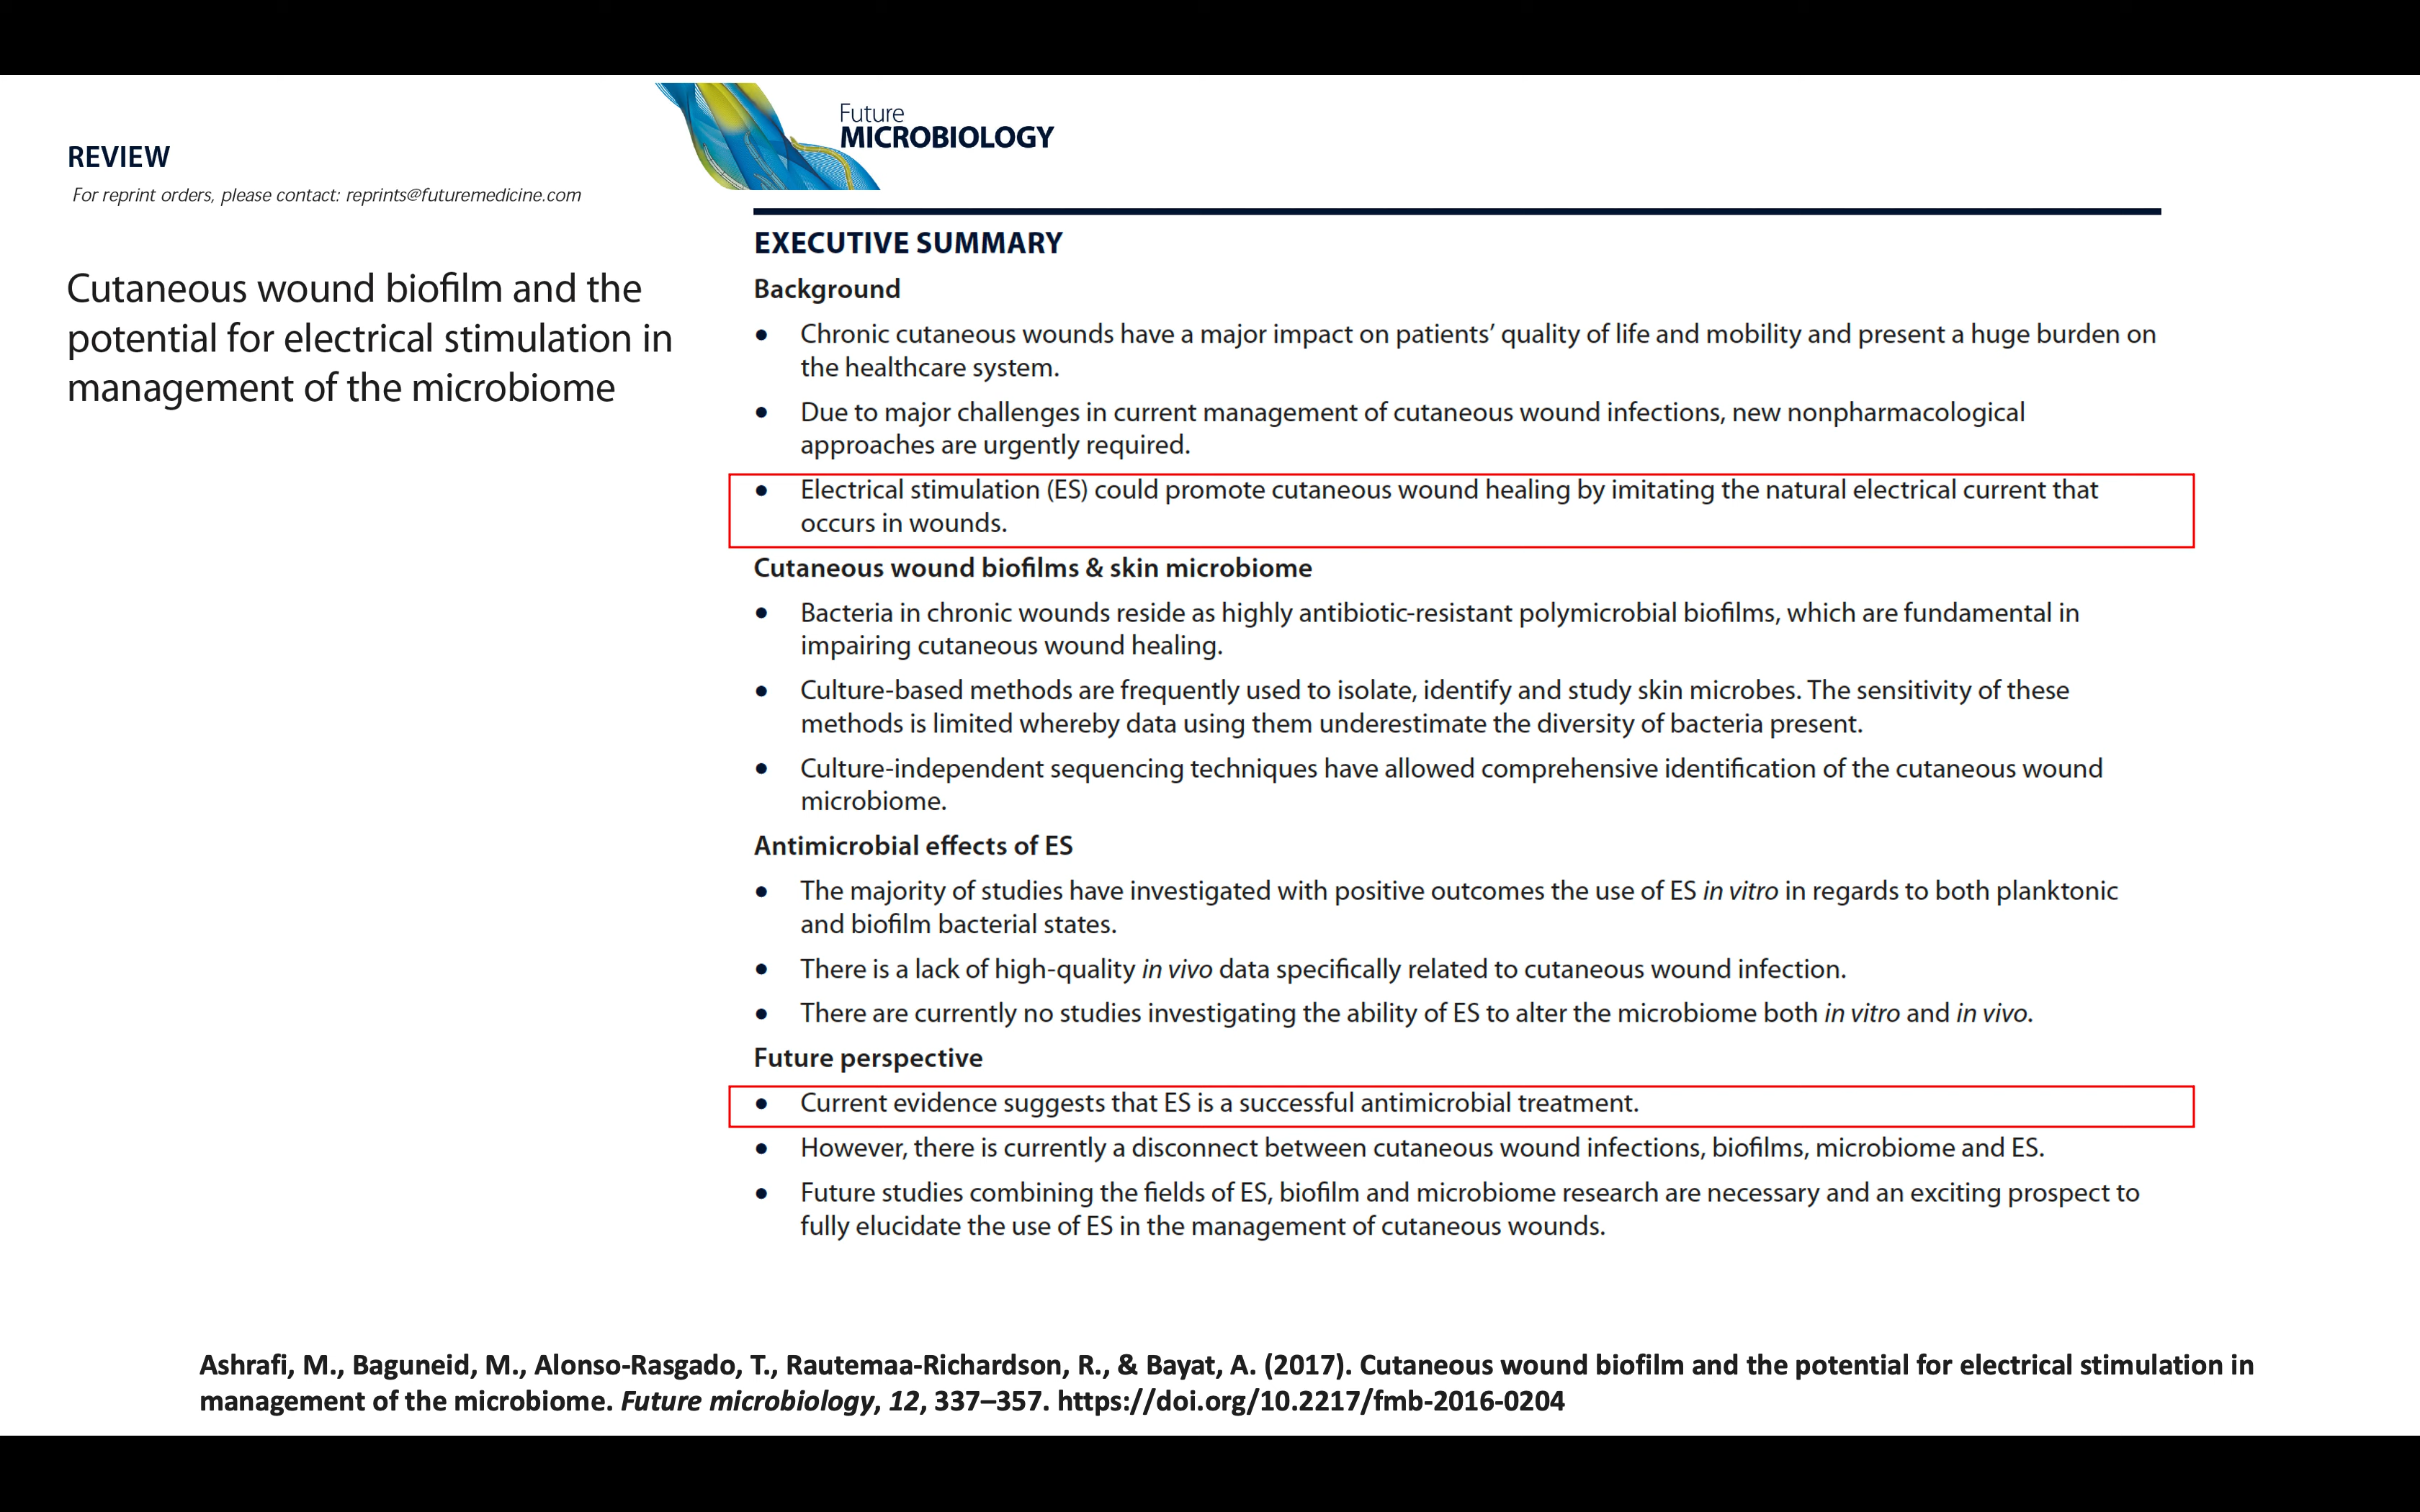 REVIEW
For reprint orders, please contact: reprints@futuremedicine.com
Future
MICROBIOLOGY
Cutaneous wound biofilm and the
potential for electrical stimulation in
management of the microbiome
EXECUTIVE SUMMARY
Background
● Chronic cutaneous wounds have a major impact on patients’ quality of life and mobility and present a huge burden on
the healthcare system.
● Due to major challenges in current management of cutaneous wound infections, new nonpharmacological
approaches are urgently required.
● Electrical stimulation (ES) could promote cutaneous wound healing by imitating the natural electrical current that
occurs in wounds.
Cutaneous wound biofilms & skin microbiome
● Bacteria in chronic wounds reside as highly antibiotic-resistant polymicrobial biofilms, which are fundamental in
impairing cutaneous wound healing.
● Culture-based methods are frequently used to isolate, identify and study skin microbes. The sensitivity of these
methods is limited whereby data using them underestimate the diversity of bacteria present.
● Culture-independent sequencing techniques have allowed comprehensive identification of the cutaneous wound
microbiome.
Antimicrobial effects of ES
● The majority of studies have investigated with positive outcomes the use of ES in vitro in regards to both planktonic
and biofilm bacterial states.
● There is a lack of high-quality in vivo data specifically related to cutaneous wound infection.
● There are currently no studies investigating the ability of ES to alter the microbiome both in vitro and in vivo.
Future perspective
● Current evidence suggests that ES is a successful antimicrobial treatment.
● However, there is currently a disconnect between cutaneous wound infections, biofilms, microbiome and ES.
● Future studies combining the fields of ES, biofilm and microbiome research are necessary and an exciting prospect to
fully elucidate the use of ES in the management of cutaneous wounds.
Ashrafi, M., Baguneid, M., Alonso-Rasgado, T., Rautemaa-Richardson, R., & Bayat, A. (2017). Cutaneous wound biofilm and the potential for electrical stimulation in
management of the microbiome. Future microbiology, 12, 337–357. https://doi.org/10.2217/fmb-2016-0204